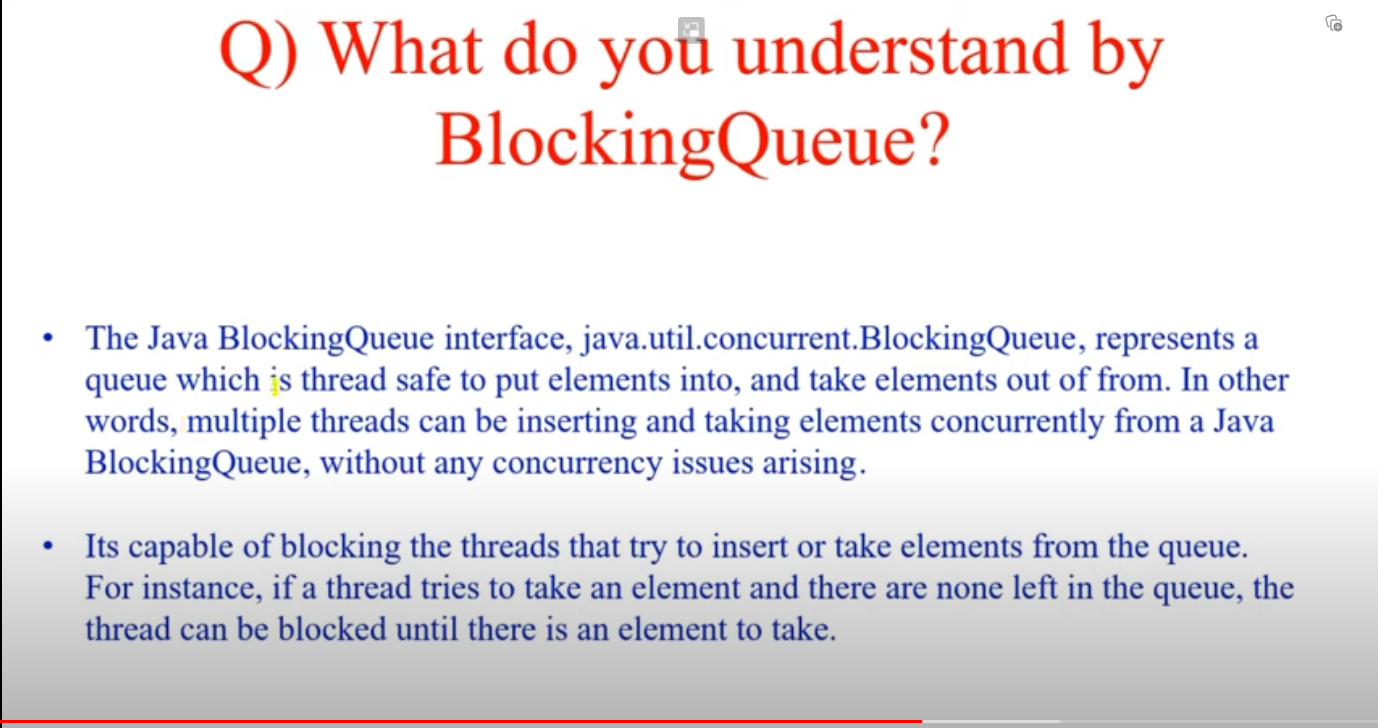 Q) What do you understand by
BlockingQueue?
• The Java BlockingQueue interface, java.util.concurrent.BlockingQueue, represents a
queue which is thread safe to put elements into, and take elements out of from. In other
words, multiple threads can be inserting and taking elements concurrently from a Java
BlockingQueue, without any concurrency issues arising.
• Its capable of blocking the threads that try to insert or take elements from the queue.
For instance, if a thread tries to take an element and there are none left in the queue, the
thread can be blocked until there is an element to take.